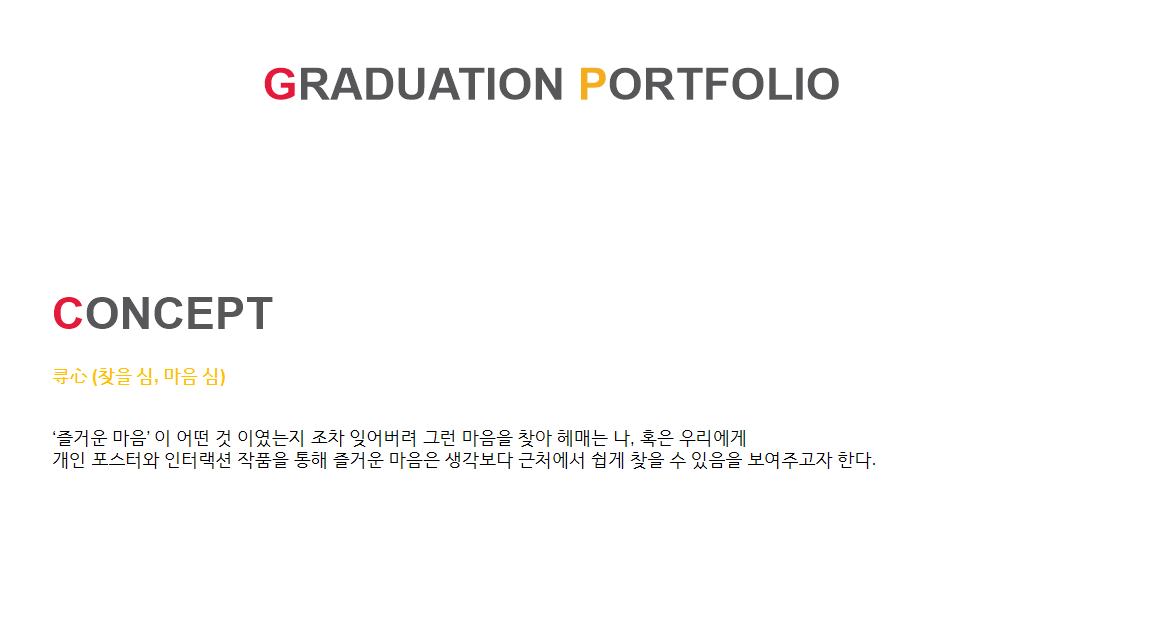 GRADUATION PORTFOLIO
CONCEPT
尋心 (찾을 심, 마음 심)
‘즐거운 마음’ 이 어떤 것 이였는지 조차 잊어버려 그런 마음을 찾아 헤매는 나, 혹은 우리에게
개인 포스터와 인터랙션 작품을 통해 즐거운 마음은 생각보다 근처에서 쉽게 찾을 수 있음을 보여주고자 한다.